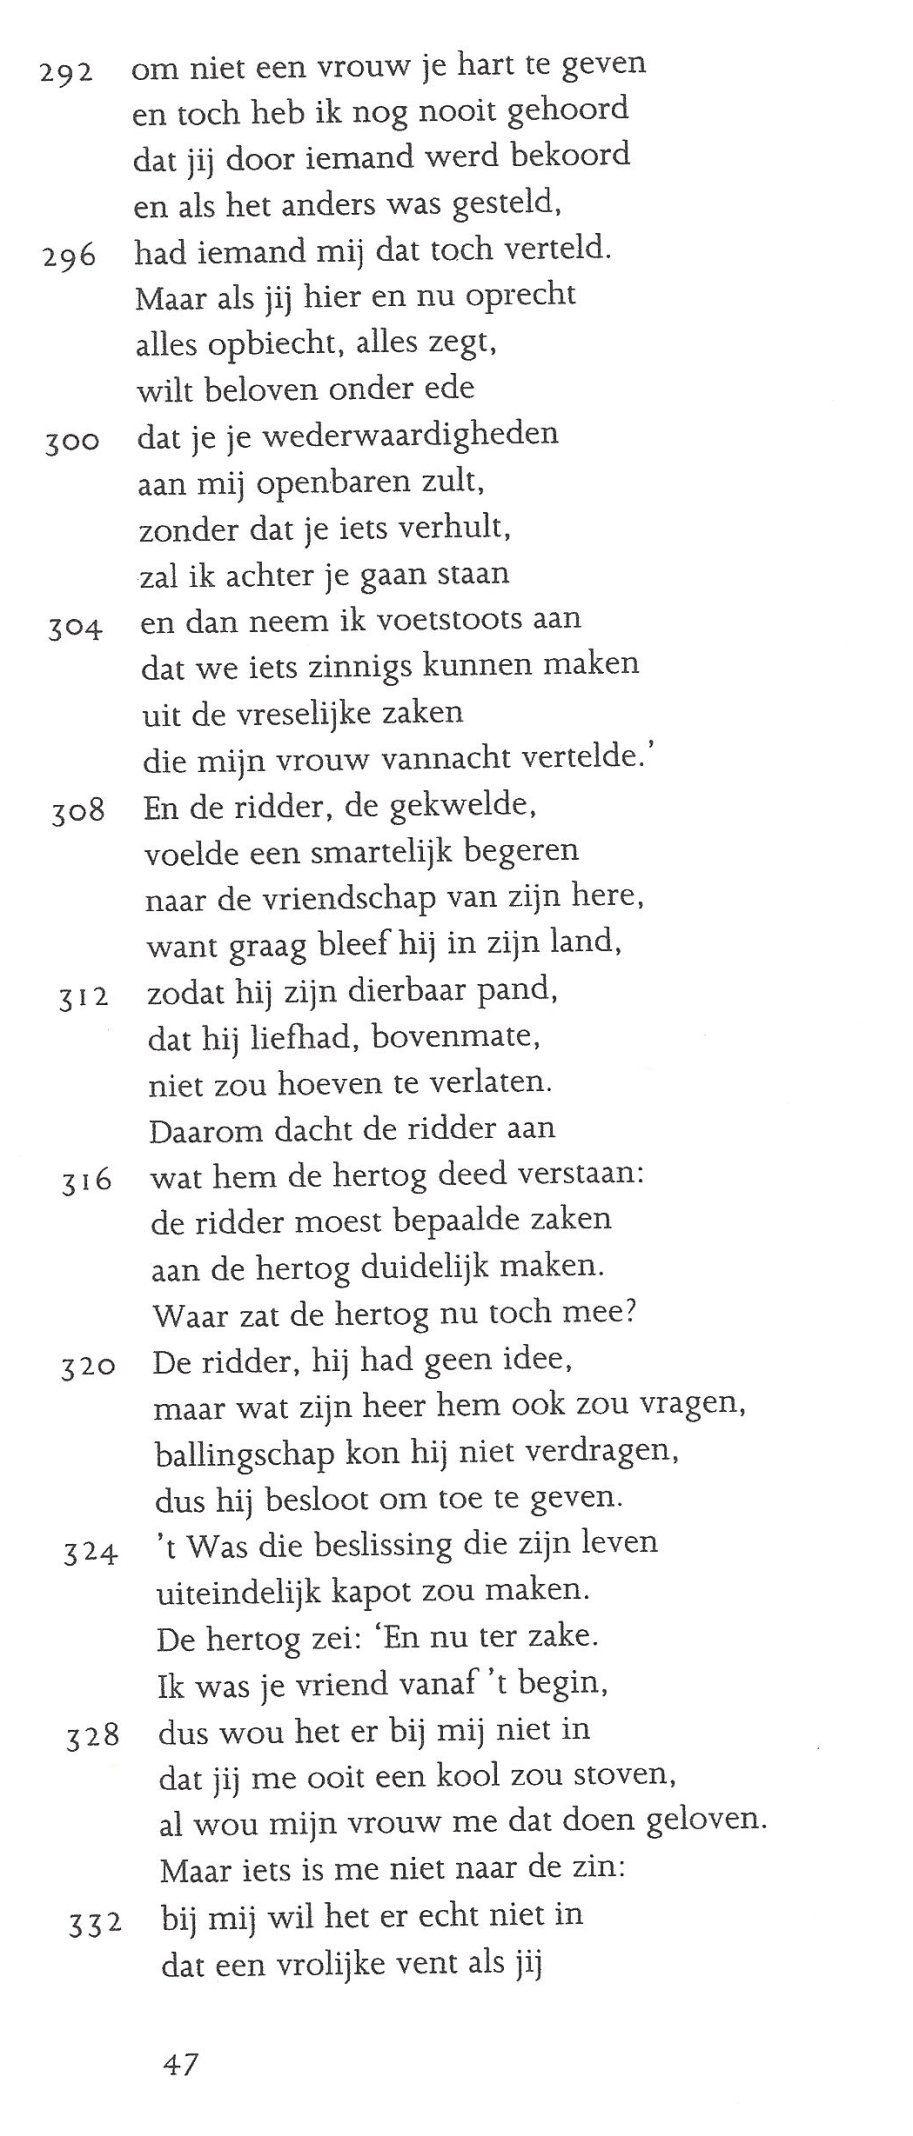 292 om niet een vrouw je hart te geven
en toch heb ik nog nooit gehoord
dat jij door iemand werd bekoord
en als het anders was gesteld,
296 had iemand mij dat toch verteld.
Maar als jij hier en nu oprecht
alles opbiecht, alles zegt,
wilt beloven onder ede
300 dat je je wederwaardigheden
aan mij openbaren zult,
zonder dat je iets verhult,
zal ik achter je gaan staan
304 en dan neem ik voetstoots aan
dat we iets zinnigs kunnen maken
uit de vreselijke zaken
die mijn vrouw vannacht vertelde.’
308 En de ridder, de gekwelde,
voelde een smartelijk begeren
naar de vriendschap van zijn here,
want graag bleef hij in zijn land,
312 zodat hij zijn dierbaar pand,
dat hij liefhad, bovenmate,
niet zou hoeven te verlaten.
Daarom dacht de ridder aan
316 wat hem de hertog deed verstaan:
de ridder moest bepaalde zaken
aan de hertog duidelijk maken.
Waar zat de hertog nu toch mee?
320 De ridder, hij had geen idee,
maar wat zijn heer hem ook zou vragen,
ballingschap kon hij niet verdragen,
dus hij besloot om toe te geven.
324 ’t Was die beslissing die zijn leven
uiteindelijk kapot zou maken.
De hertog zei: ‘En nu ter zake.
Ik was je vriend vanaf ’t begin,
328 dus wou het er bij mij niet in
dat jij me ooit een kool zou stoven,
al wou mijn vrouw me dat doen geloven.
Maar iets is me niet naar de zin:
332 bij mij wil het er echt niet in
dat een vrolijke vent als jij
47